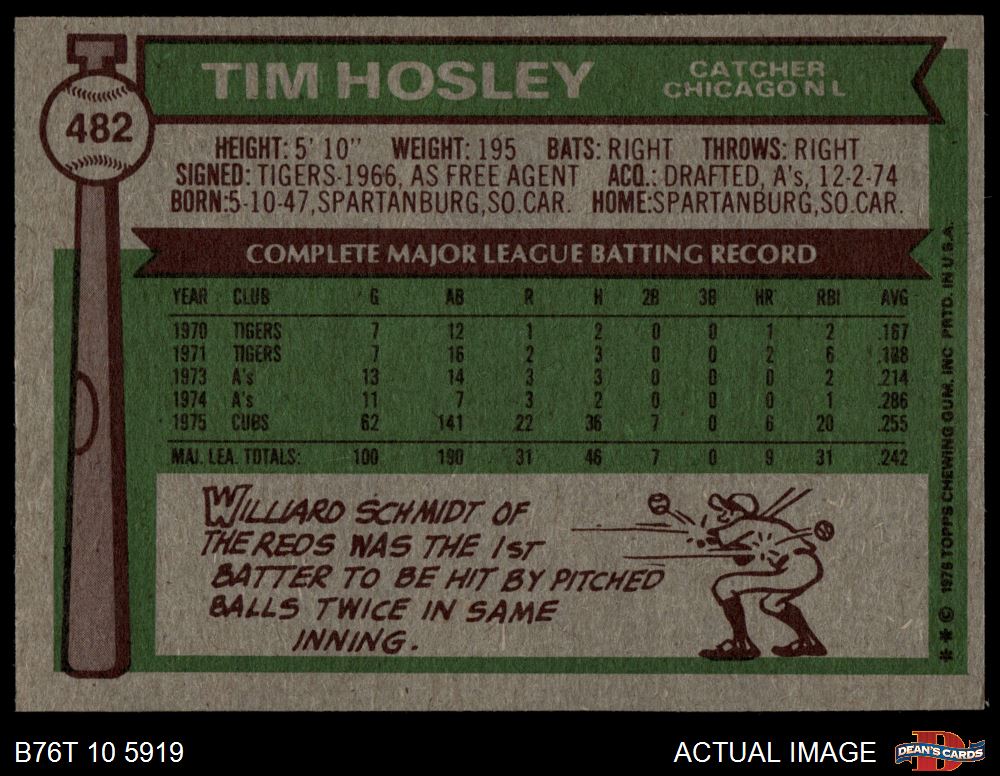 TIM HOSLEY
CATCHER
CHICAGO N L
482
HEIGHT: 5' 10" WEIGHT: 195 BATS: RIGHT THROWS: RIGHT
SIGNED: TIGERS-1966, AS FREE AGENT ACQ.: DRAFTED, A's, 12-2-74
BORN: 5-10-47, SPARTANBURG, SO. CAR. HOME: SPARTANBURG, SO. CAR.
COMPLETE MAJOR LEAGUE BATTING RECORD
YEAR CLUB G AB R H 2B 3B HR RBI AVG
1970 TIGERS 7 12 1 2 0 0 1 2 .167
1971 TIGERS 7 16 2 3 0 0 2 6 .188
1973 A's 13 14 3 3 0 0 0 2 .214
1974 A's 11 7 3 2 0 0 0 1 .286
1975 CUBS 62 141 22 36 7 0 6 20 .255
MAJ. LEA. TOTALS: 100 190 31 46 7 0 9 31 .242
WILLIARD SCHMIDT OF
THE REDS WAS THE 1ST
BATTER TO BE HIT BY PITCHED
BALLS TWICE IN SAME
INNING.
** © 1976 TOPPS CHEWING GUM, INC PRTD. IN U.S.A.
B76T 10 5919
ACTUAL IMAGE
DEAN'S CARDS